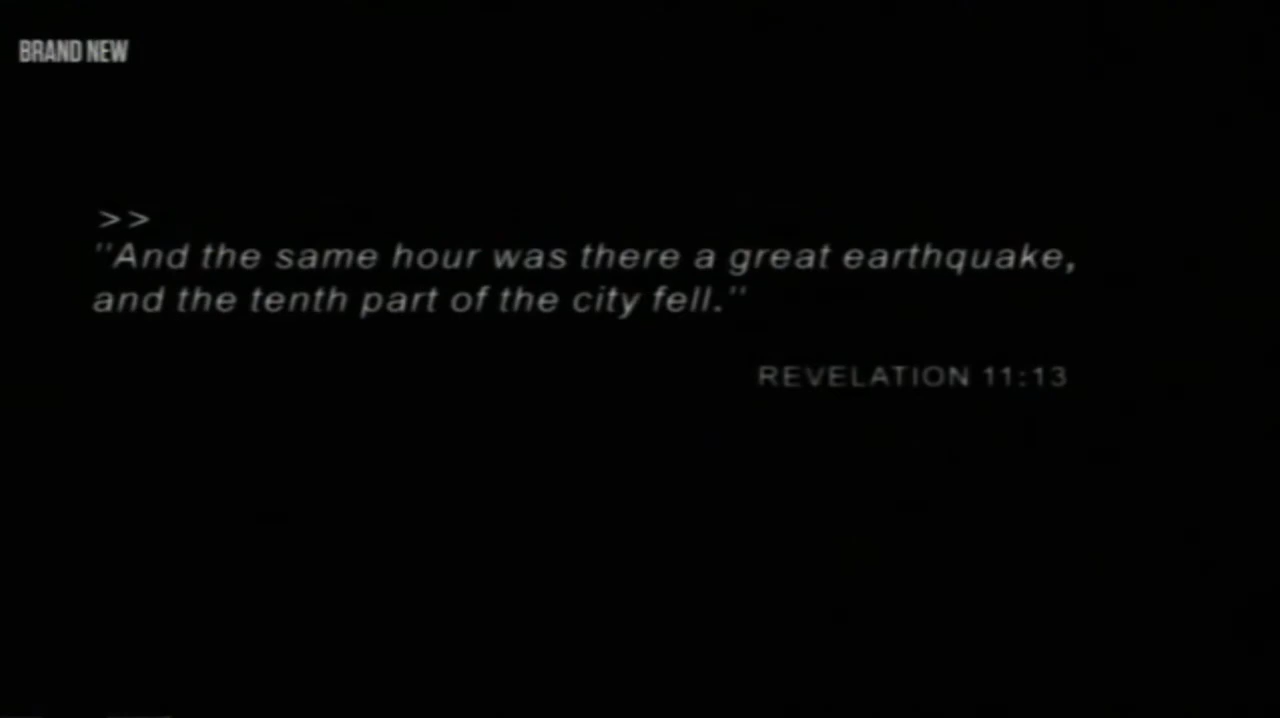 BRAND NEW
>>
"And the same hour was there a great earthquake,
and the tenth part of the city fell."
REVELATION 11:13